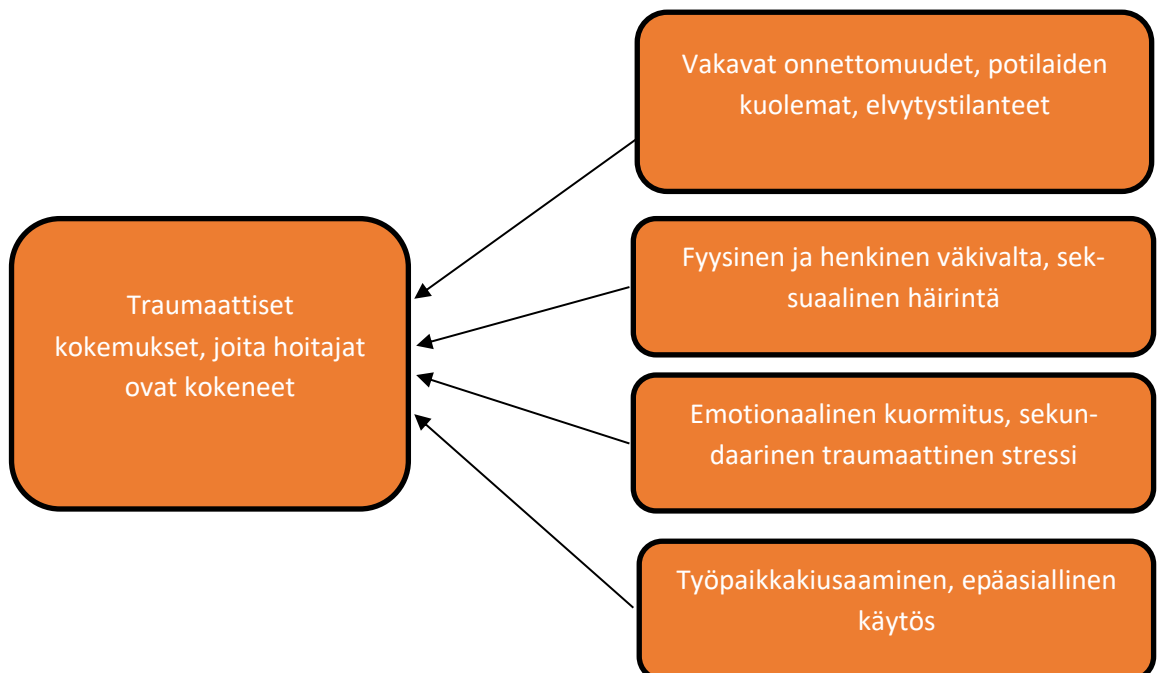 Vakavat onnettomuudet, potilaiden
kuolemat, elvytystilanteet
Traumaattiset
kokemukset, joita hoitajat
ovat kokeneet
Fyysinen ja henkinen väkivalta, sek-
suaalinen häirintä
Emotionaalinen kuormitus, sekun-
daarinen traumaattinen stressi
Työpaikkakiusaaminen, epäasiallinen
käytös